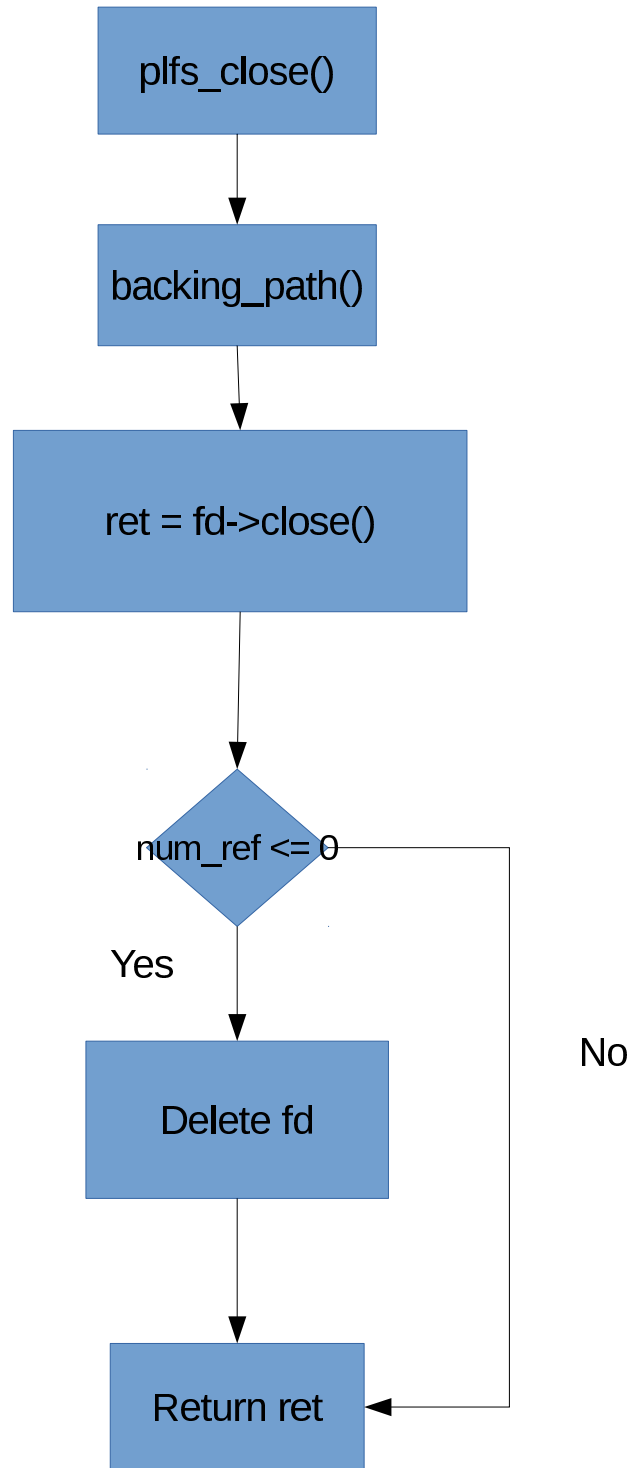 plfs_close()
backing_path()
ret = fd->close()
num_ref <= 0
Yes
No
Delete fd
Return ret